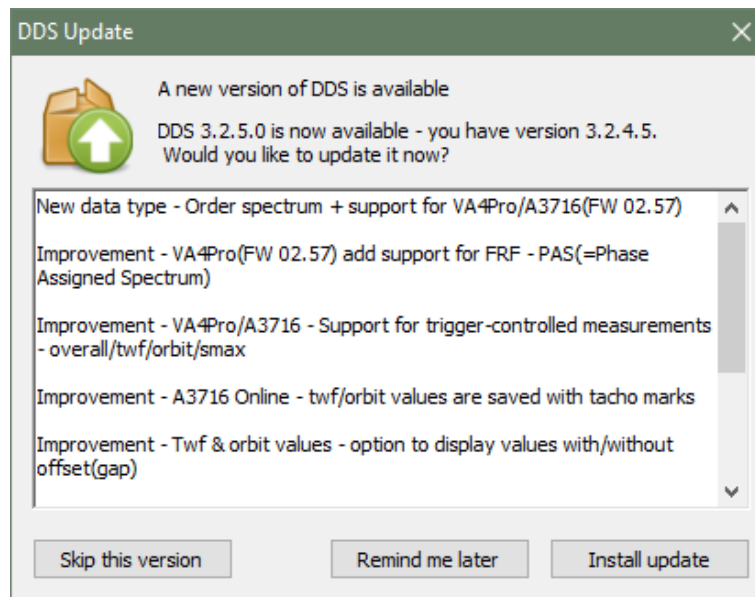 DDS Update
A new version of DDS is available
DDS 3.2.5.0 is now available - you have version 3.2.4.5.
Would you like to update it now?
New data type - Order spectrum + support for VA4Pro/A3716(FW 02.57)
Improvement - VA4Pro(FW 02.57) add support for FRF - PAS(=Phase
Assigned Spectrum)
Improvement - VA4Pro/A3716 - Support for trigger-controlled measurements
- overall/twf/orbit/smax
Improvement - A3716 Online - twf/orbit values are saved with tacho marks
Improvement - Twf & orbit values - option to display values with/without
offset(gap)
Skip this version
Remind me later
Install update